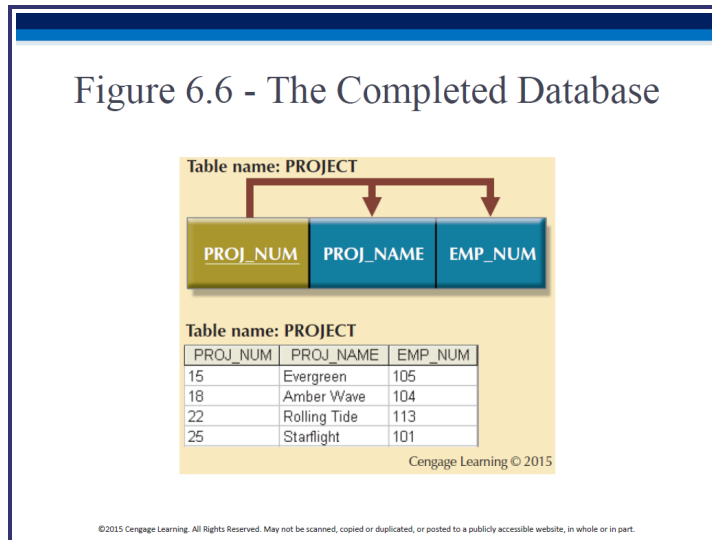 Figure 6.6 - The Completed Database
Table name: PROJECT
PROJ_NUM PROJ_NAME EMP_NUM
Table name: PROJECT
PROJ_NUM PROJ_NAME EMP_NUM
15 Evergreen 105
18 Amber Wave 104
22 Rolling Tide 113
25 Starflight 101
Cengage Learning © 2015
©2015 Cengage Learning. All Rights Reserved. May not be scanned, copied or duplicated, or posted to a publicly accessible website, in whole or in part.